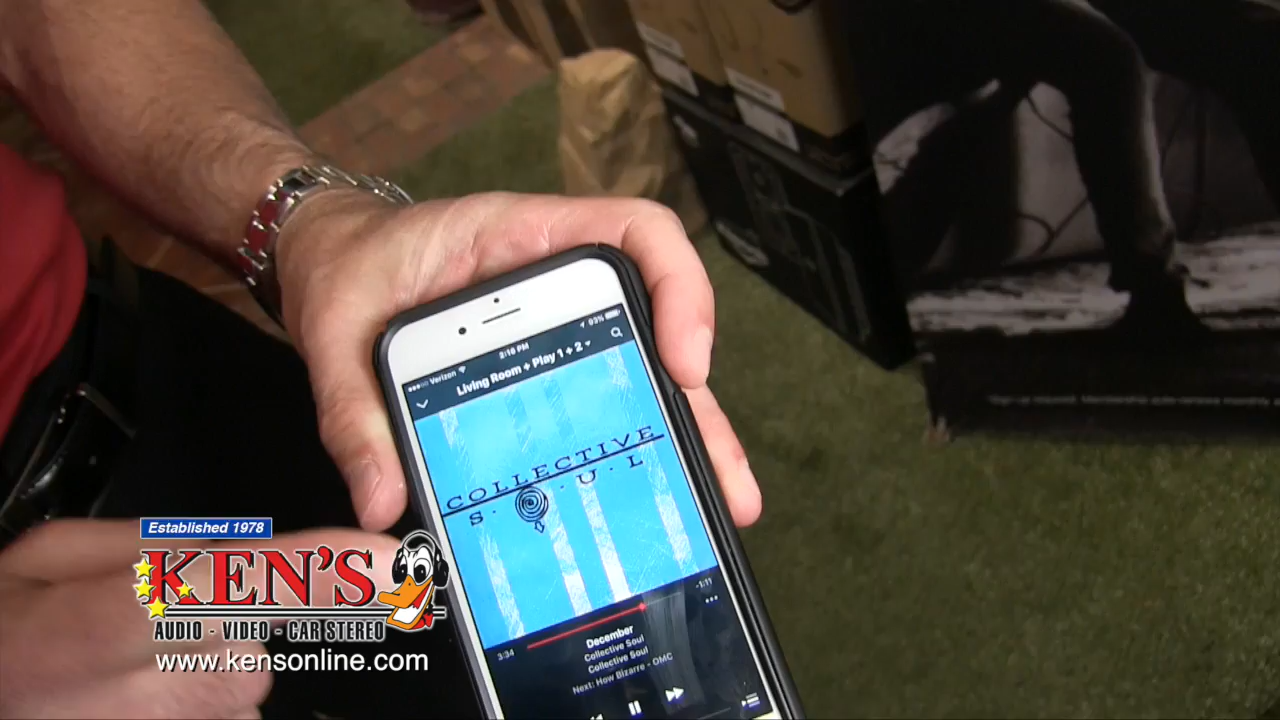 93%
2:16 PM
Verizon
Living Room + Play 1 + 2
COLLECTIVE
S. O. U. L
-1:11
3:34
December
Collective Soul
Collective Soul
Next: How Bizarre - OMC
Established 1978
KEN'S
AUDIO - VIDEO - CAR STEREO
www.kensonline.com